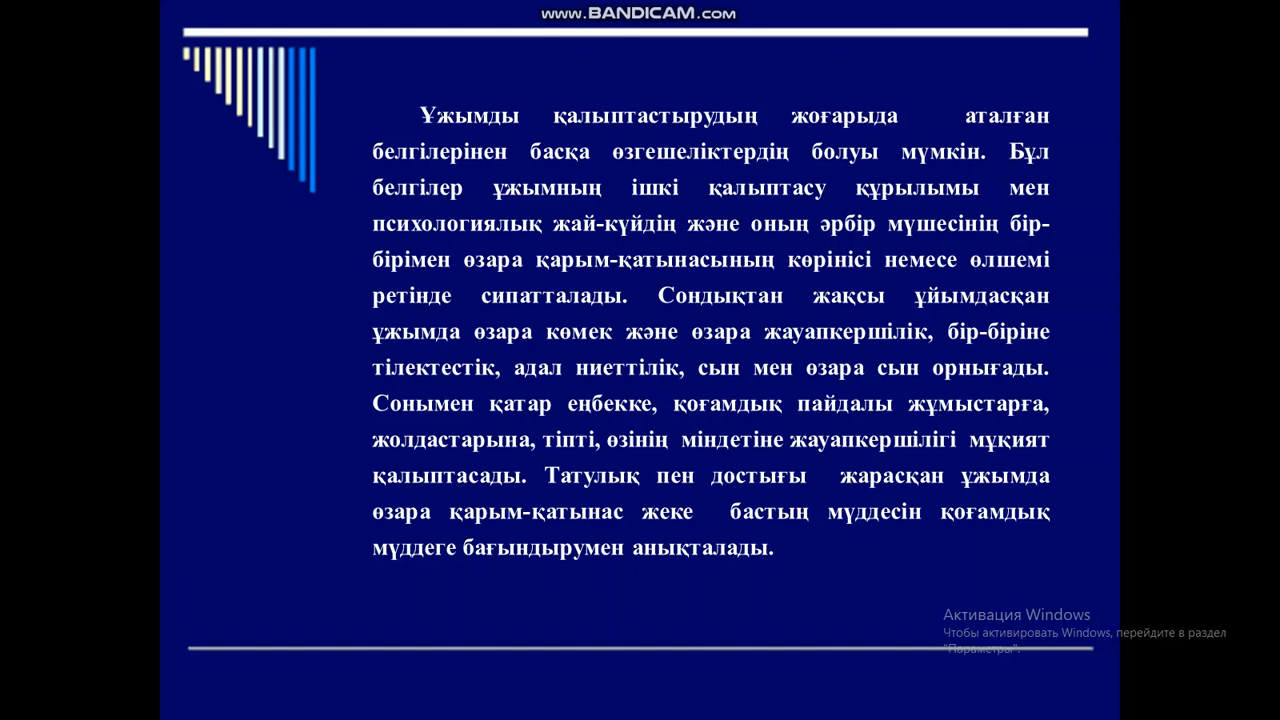 www.BANDICAM.com
Ұжымды қалыптастырудың жоғарыда аталған
белгілерінен басқа өзгешеліктердің болуы мүмкін. Бұл
белгілер ұжымның ішкі қалыптасу құрылымы мен
психологиялық жай-күйдің және оның әрбір мүшесінің бір-
бірімен өзара қарым-қатынасының көрінісі немесе өлшемі
ретінде сипатталады. Сондықтан жақсы ұйымдасқан
ұжымда өзара көмек және өзара жауапкершілік, бір-біріне
тілектестік, адал ниеттілік, сын мен өзара сын орнығады.
Сонымен қатар еңбекке, қоғамдық пайдалы жұмыстарға,
жолдастарына, тіпті, өзінің міндетіне жауапкершілігі мұқият
қалыптасады. Татулық пен достығы жарасқан ұжымда
өзара қарым-қатынас жеке бастың мүддесін қоғамдық
мүддеге бағындырумен анықталады.
Активация Windows
Чтобы активировать Windows, перейдите в раздел
"Параметры".